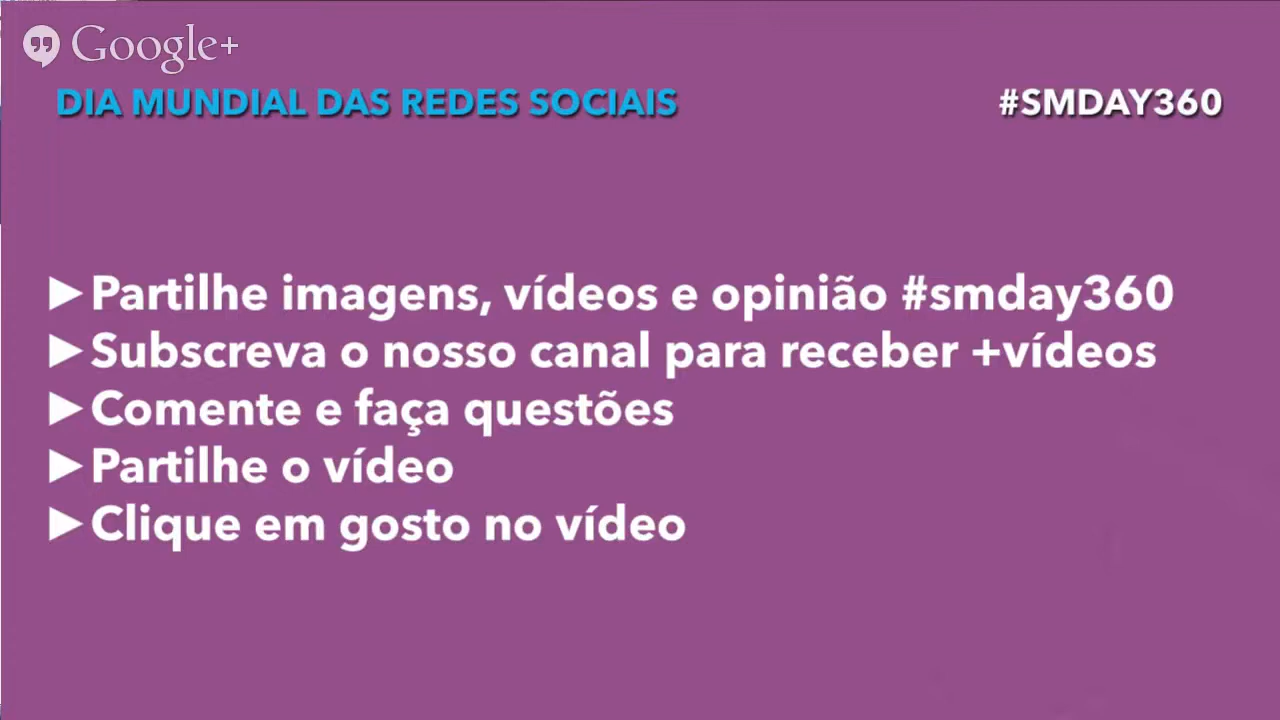 Google+
DIA MUNDIAL DAS REDES SOCIAIS
#SMDAY360
►Partilhe imagens, vídeos e opinião #smday360
►Subscreva o nosso canal para receber +vídeos
►Comente e faça questões
►Partilhe o vídeo
►Clique em gosto no vídeo